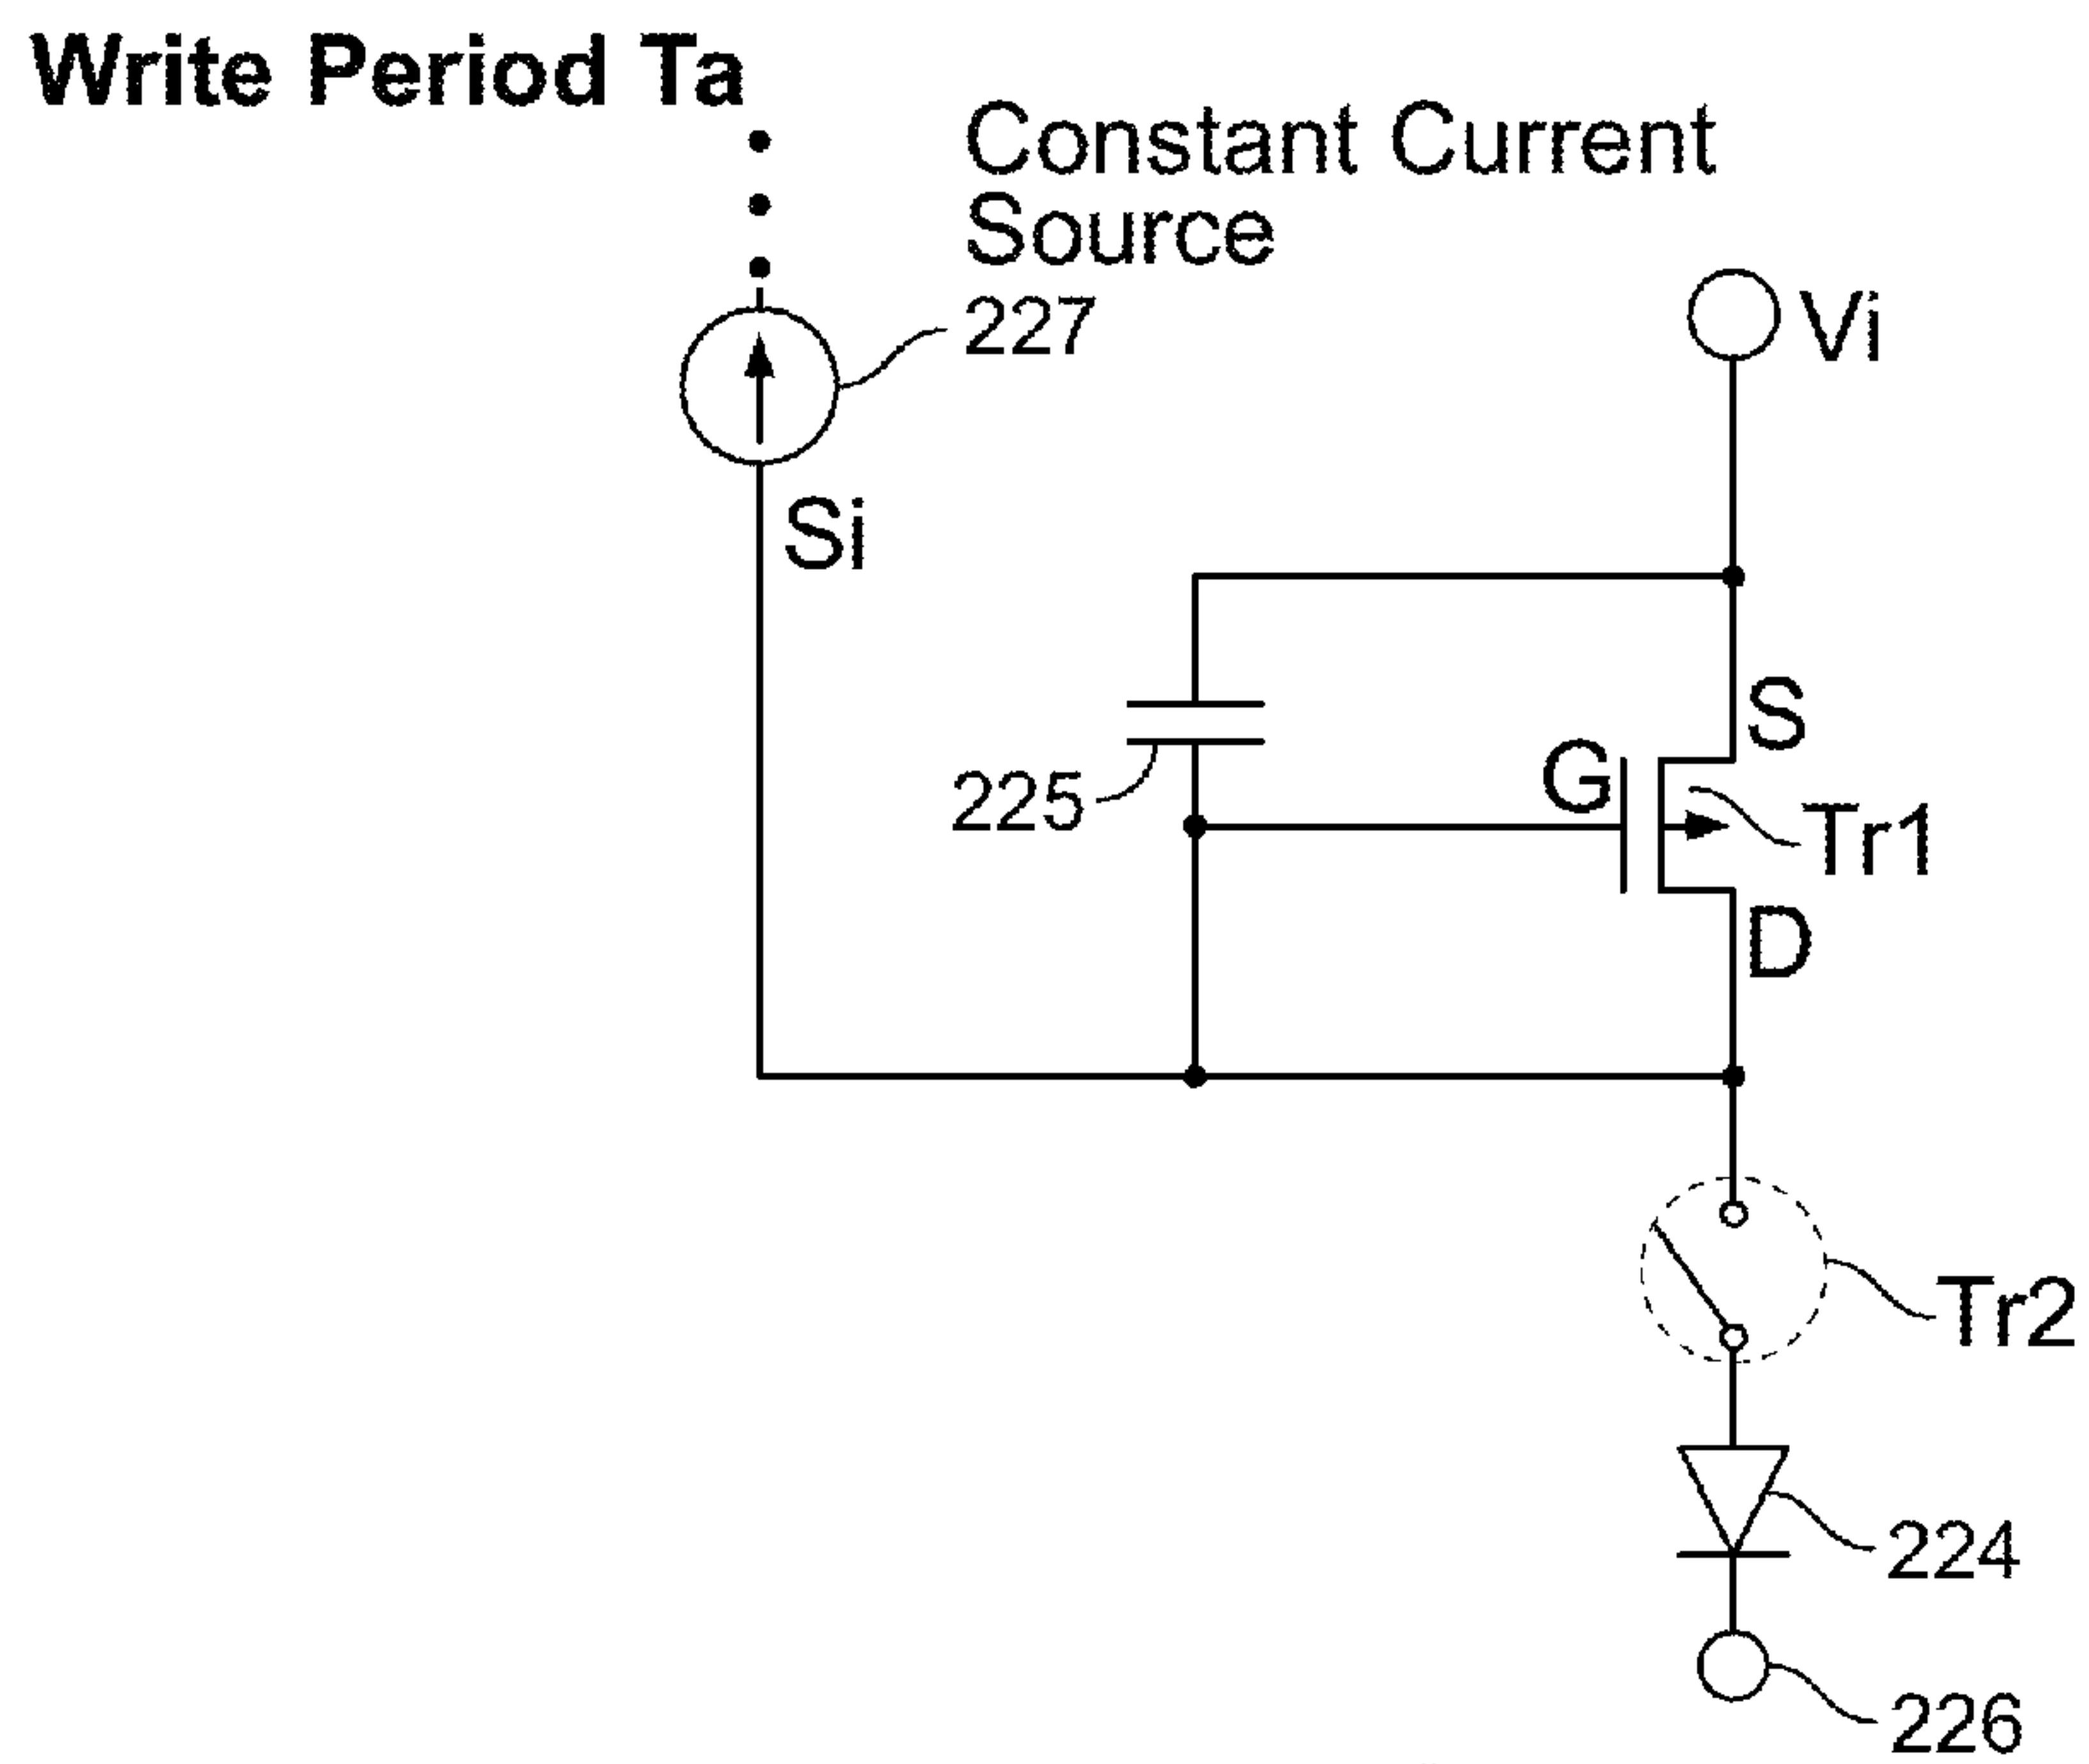 Write Period Ta
Constant Current
Source
227
Vi
Si
S
G
225
Tr1
D
Tr2
224
226